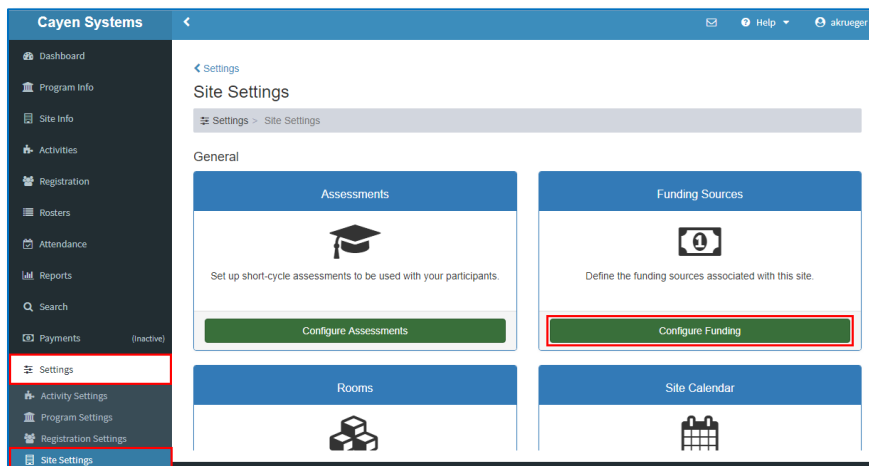 Cayen Systems
Help
akrueger
Dashboard
Program Info
Site Info
Activities
Registration
Rosters
Attendance
Reports
Search
Payments (Inactive)
Settings
Activity Settings
Program Settings
Registration Settings
Site Settings
Settings
Site Settings
Settings > Site Settings
General
Assessments
Set up short-cycle assessments to be used with your participants.
Configure Assessments
Funding Sources
1
Define the funding sources associated with this site.
Configure Funding
Rooms
Site Calendar